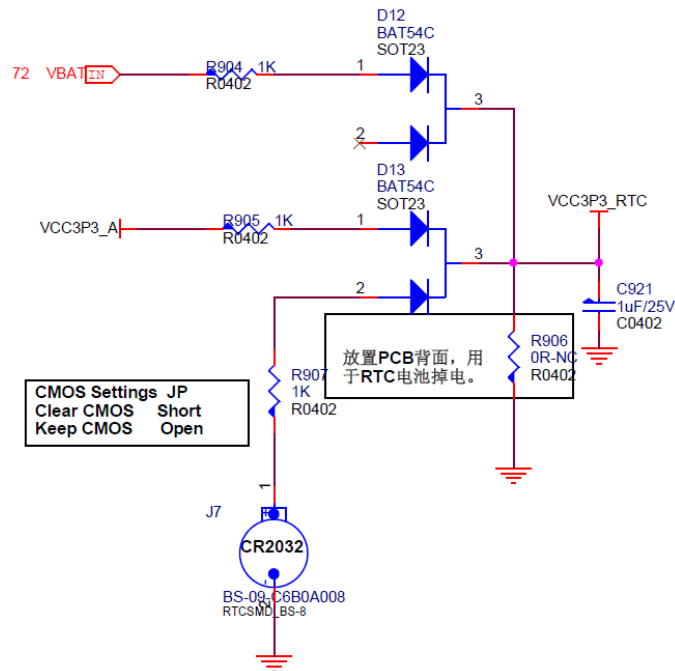 D12
BAT54C
SOT23
72 VBAT IN
R904 1K
R0402
1
3
2
D13
BAT54C
SOT23
VCC3P3_RTC
VCC3P3_A
R905 1K
R0402
1
3
2
C921
1uF/25V
C0402
放置PCB背面，用
于RTC电池掉电。
R906
0R-NC
R0402
R907
1K
R0402
CMOS Settings JP
Clear CMOS Short
Keep CMOS Open
1
J7
+
CR2032
-
BS-09-C6B0A008
2
RTCSMD_BS-8